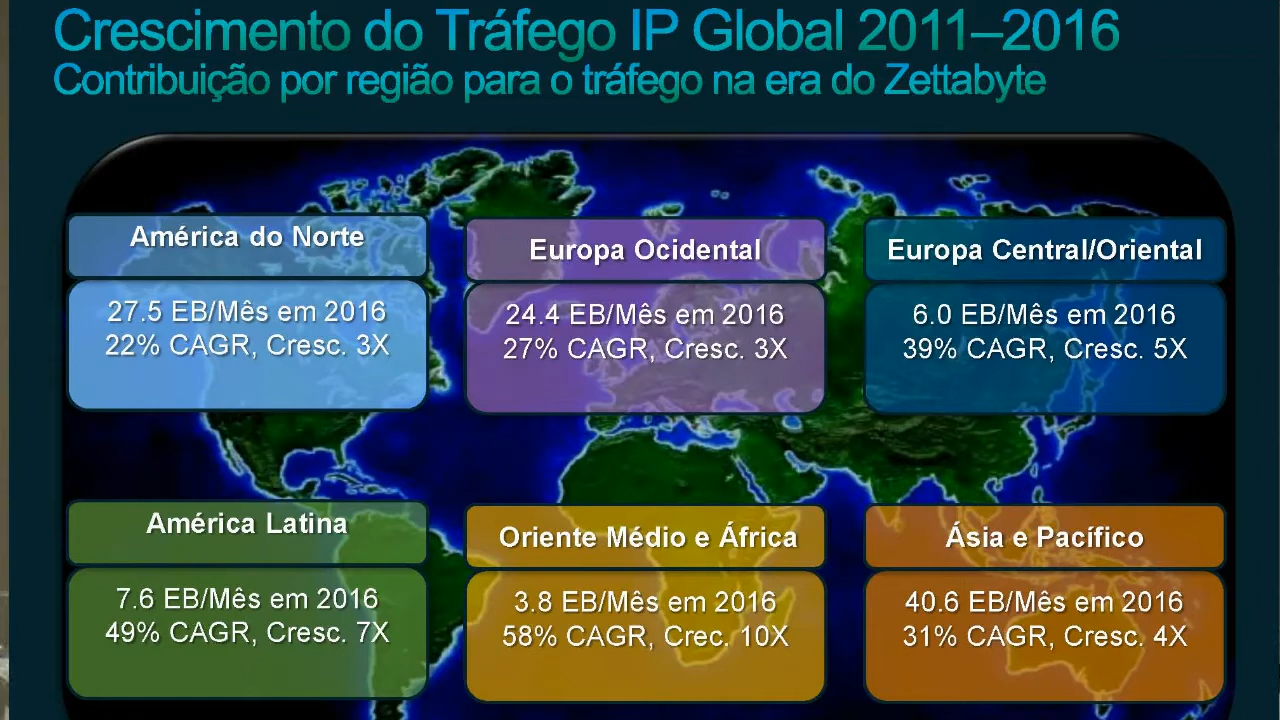 Crescimento do Tráfego IP Global 2011–2016
Contribuição por região para o tráfego na era do Zettabyte
América do Norte
27.5 EB/Mês em 2016
22% CAGR, Cresc. 3X
Europa Ocidental
24.4 EB/Mês em 2016
27% CAGR, Cresc. 3X
Europa Central/Oriental
6.0 EB/Mês em 2016
39% CAGR, Cresc. 5X
América Latina
7.6 EB/Mês em 2016
49% CAGR, Cresc. 7X
Oriente Médio e África
3.8 EB/Mês em 2016
58% CAGR, Crec. 10X
Ásia e Pacífico
40.6 EB/Mês em 2016
31% CAGR, Cresc. 4X